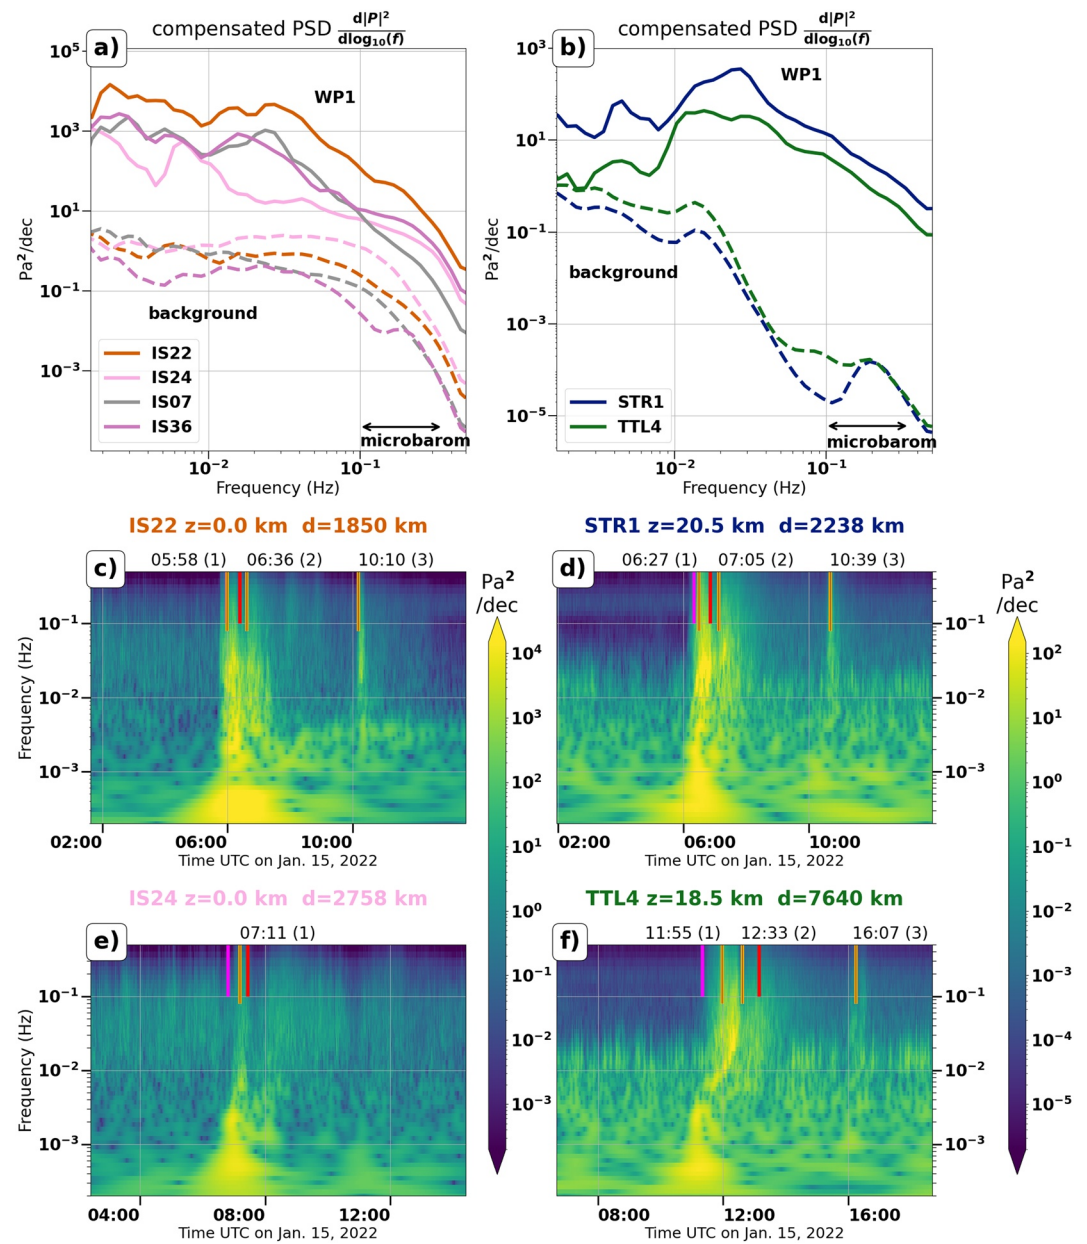 a)
compensated PSD d|P|²/dlog₁₀(f)
10⁵
10³
10¹
10⁻¹
10⁻³
Pa²/dec
WP1
background
IS22
IS24
IS07
IS36
microbarom
10⁻² 10⁻¹
Frequency (Hz)
b)
compensated PSD d|P|²/dlog₁₀(f)
10³
10¹
10⁻¹
10⁻³
10⁻⁵
Pa²/dec
WP1
background
STR1
TTL4
microbarom
10⁻² 10⁻¹
Frequency (Hz)
IS22 z=0.0 km d=1850 km
c)
05:58 (1) 06:36 (2) 10:10 (3)
10⁻¹
10⁻²
10⁻³
Frequency (Hz)
02:00 06:00 10:00
Time UTC on Jan. 15, 2022
Pa²
/dec
10⁴
10³
10²
10¹
10⁰
10⁻¹
10⁻²
10⁻³
STR1 z=20.5 km d=2238 km
d)
06:27 (1) 07:05 (2) 10:39 (3)
10⁻¹
10⁻²
10⁻³
02:00 06:00 10:00
Time UTC on Jan. 15, 2022
Pa²
/dec
10²
10¹
10⁰
10⁻¹
10⁻²
10⁻³
10⁻⁴
10⁻⁵
IS24 z=0.0 km d=2758 km
e)
07:11 (1)
10⁻¹
10⁻²
10⁻³
Frequency (Hz)
04:00 08:00 12:00
Time UTC on Jan. 15, 2022
TTL4 z=18.5 km d=7640 km
f)
11:55 (1) 12:33 (2) 16:07 (3)
10⁻¹
10⁻²
10⁻³
08:00 12:00 16:00
Time UTC on Jan. 15, 2022